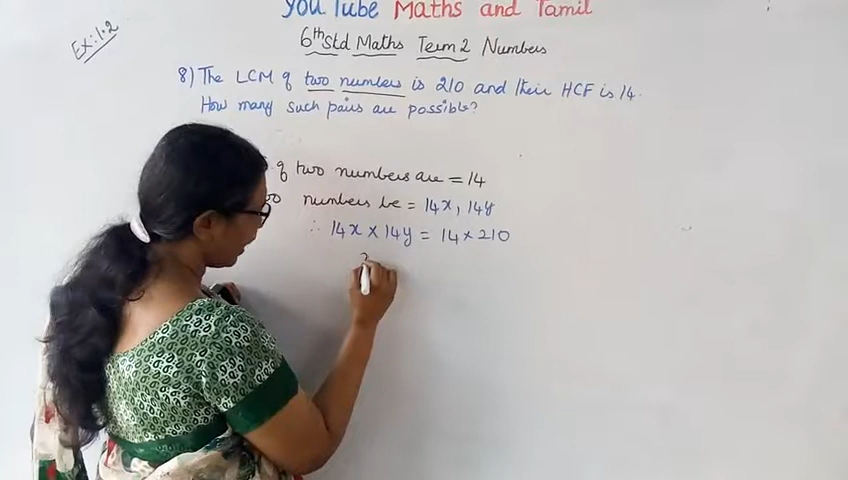 YouTube Maths and Tamil
Ex:1.2
6th Std Maths Term 2 Numbers
8) The LCM of two numbers is 210 and their HCF is 14.
How many such pairs are possible?
of two numbers are = 14
numbers be = 14x, 14y
∴ 14x × 14y = 14 × 210